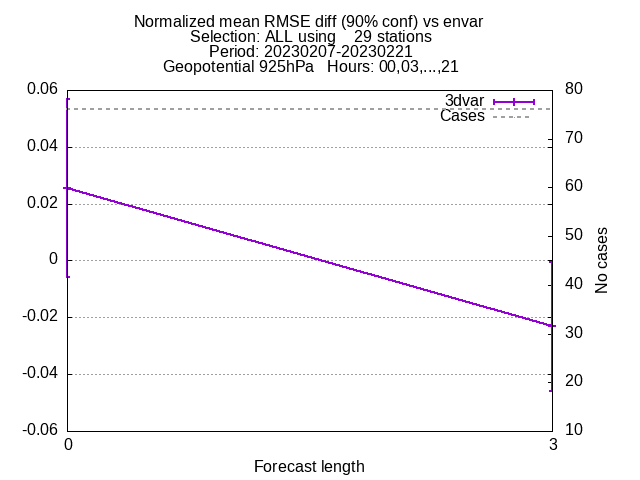 Normalized mean RMSE diff (90% conf) vs envar
Selection: ALL using    29 stations
Period: 20230207-20230221
Geopotential 925hPa   Hours: 00,03,...,21
3dvar
Cases
0.06
0.04
0.02
0
-0.02
-0.04
-0.06
80
70
60
50
40
30
20
10
No cases
0
3
Forecast length